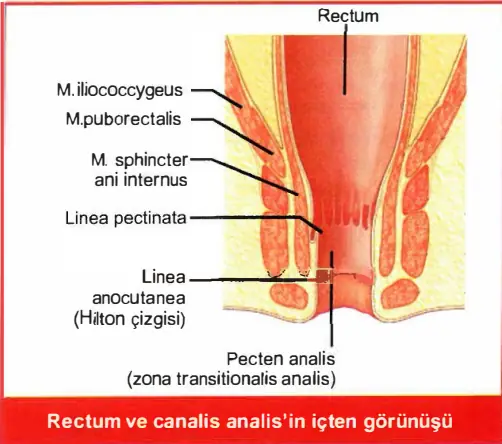 Rectum
M.iliococcygeus
M.puborectalis
M. sphincter
ani internus
Linea pectinata
Linea
anocutanea
(Hilton çizgisi)
Pecten analis
(zona transitionalis analis)
Rectum ve canalis analis'in içten görünüşü